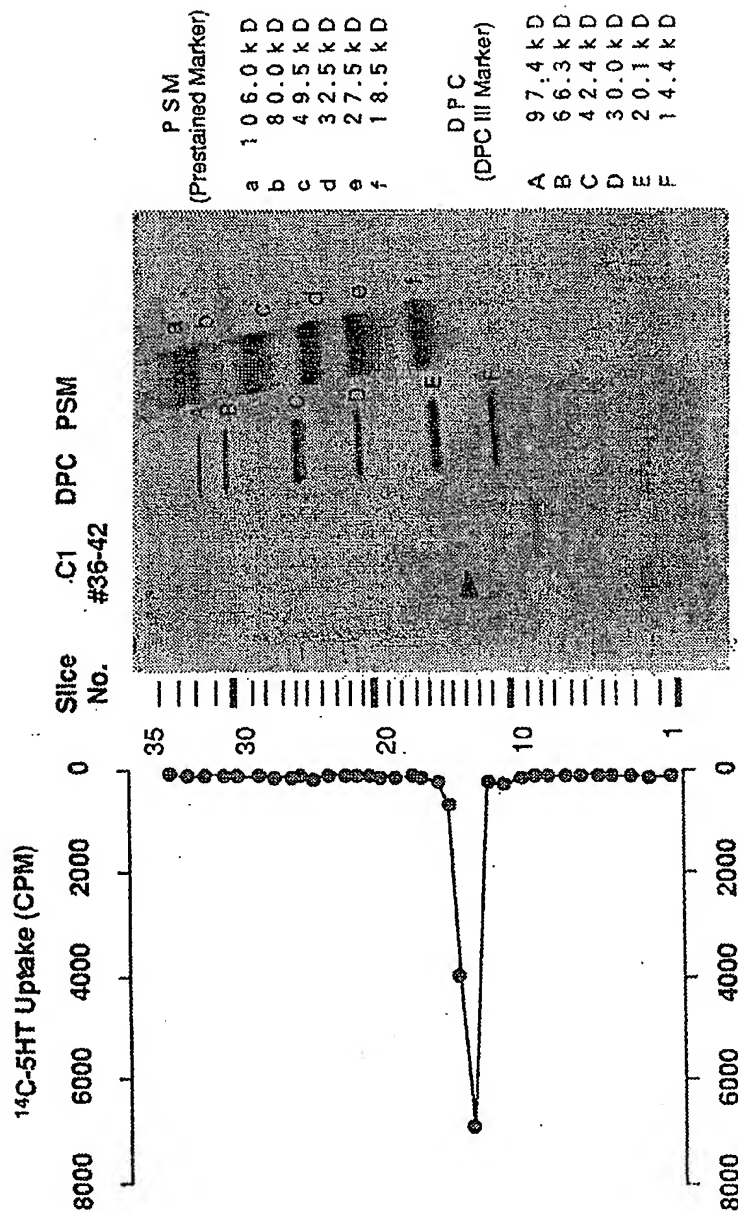 ¹⁴C-5HT Uptake (CPM)
8000
6000
4000
2000
0
35
30
20
10
1
8000
6000
4000
2000
0
Slice
No.
C1
#36-42
DPC
PSM
A
B
C
D
E
F
a
b
c
d
e
f
PSM
(Prestained Marker)
a 106.0 kD
b 80.0 kD
c 49.5 kD
d 32.5 kD
e 27.5 kD
f 18.5 kD
DPC
(DPC III Marker)
A 97.4 kD
B 66.3 kD
C 42.4 kD
D 30.0 kD
E 20.1 kD
F 14.4 kD